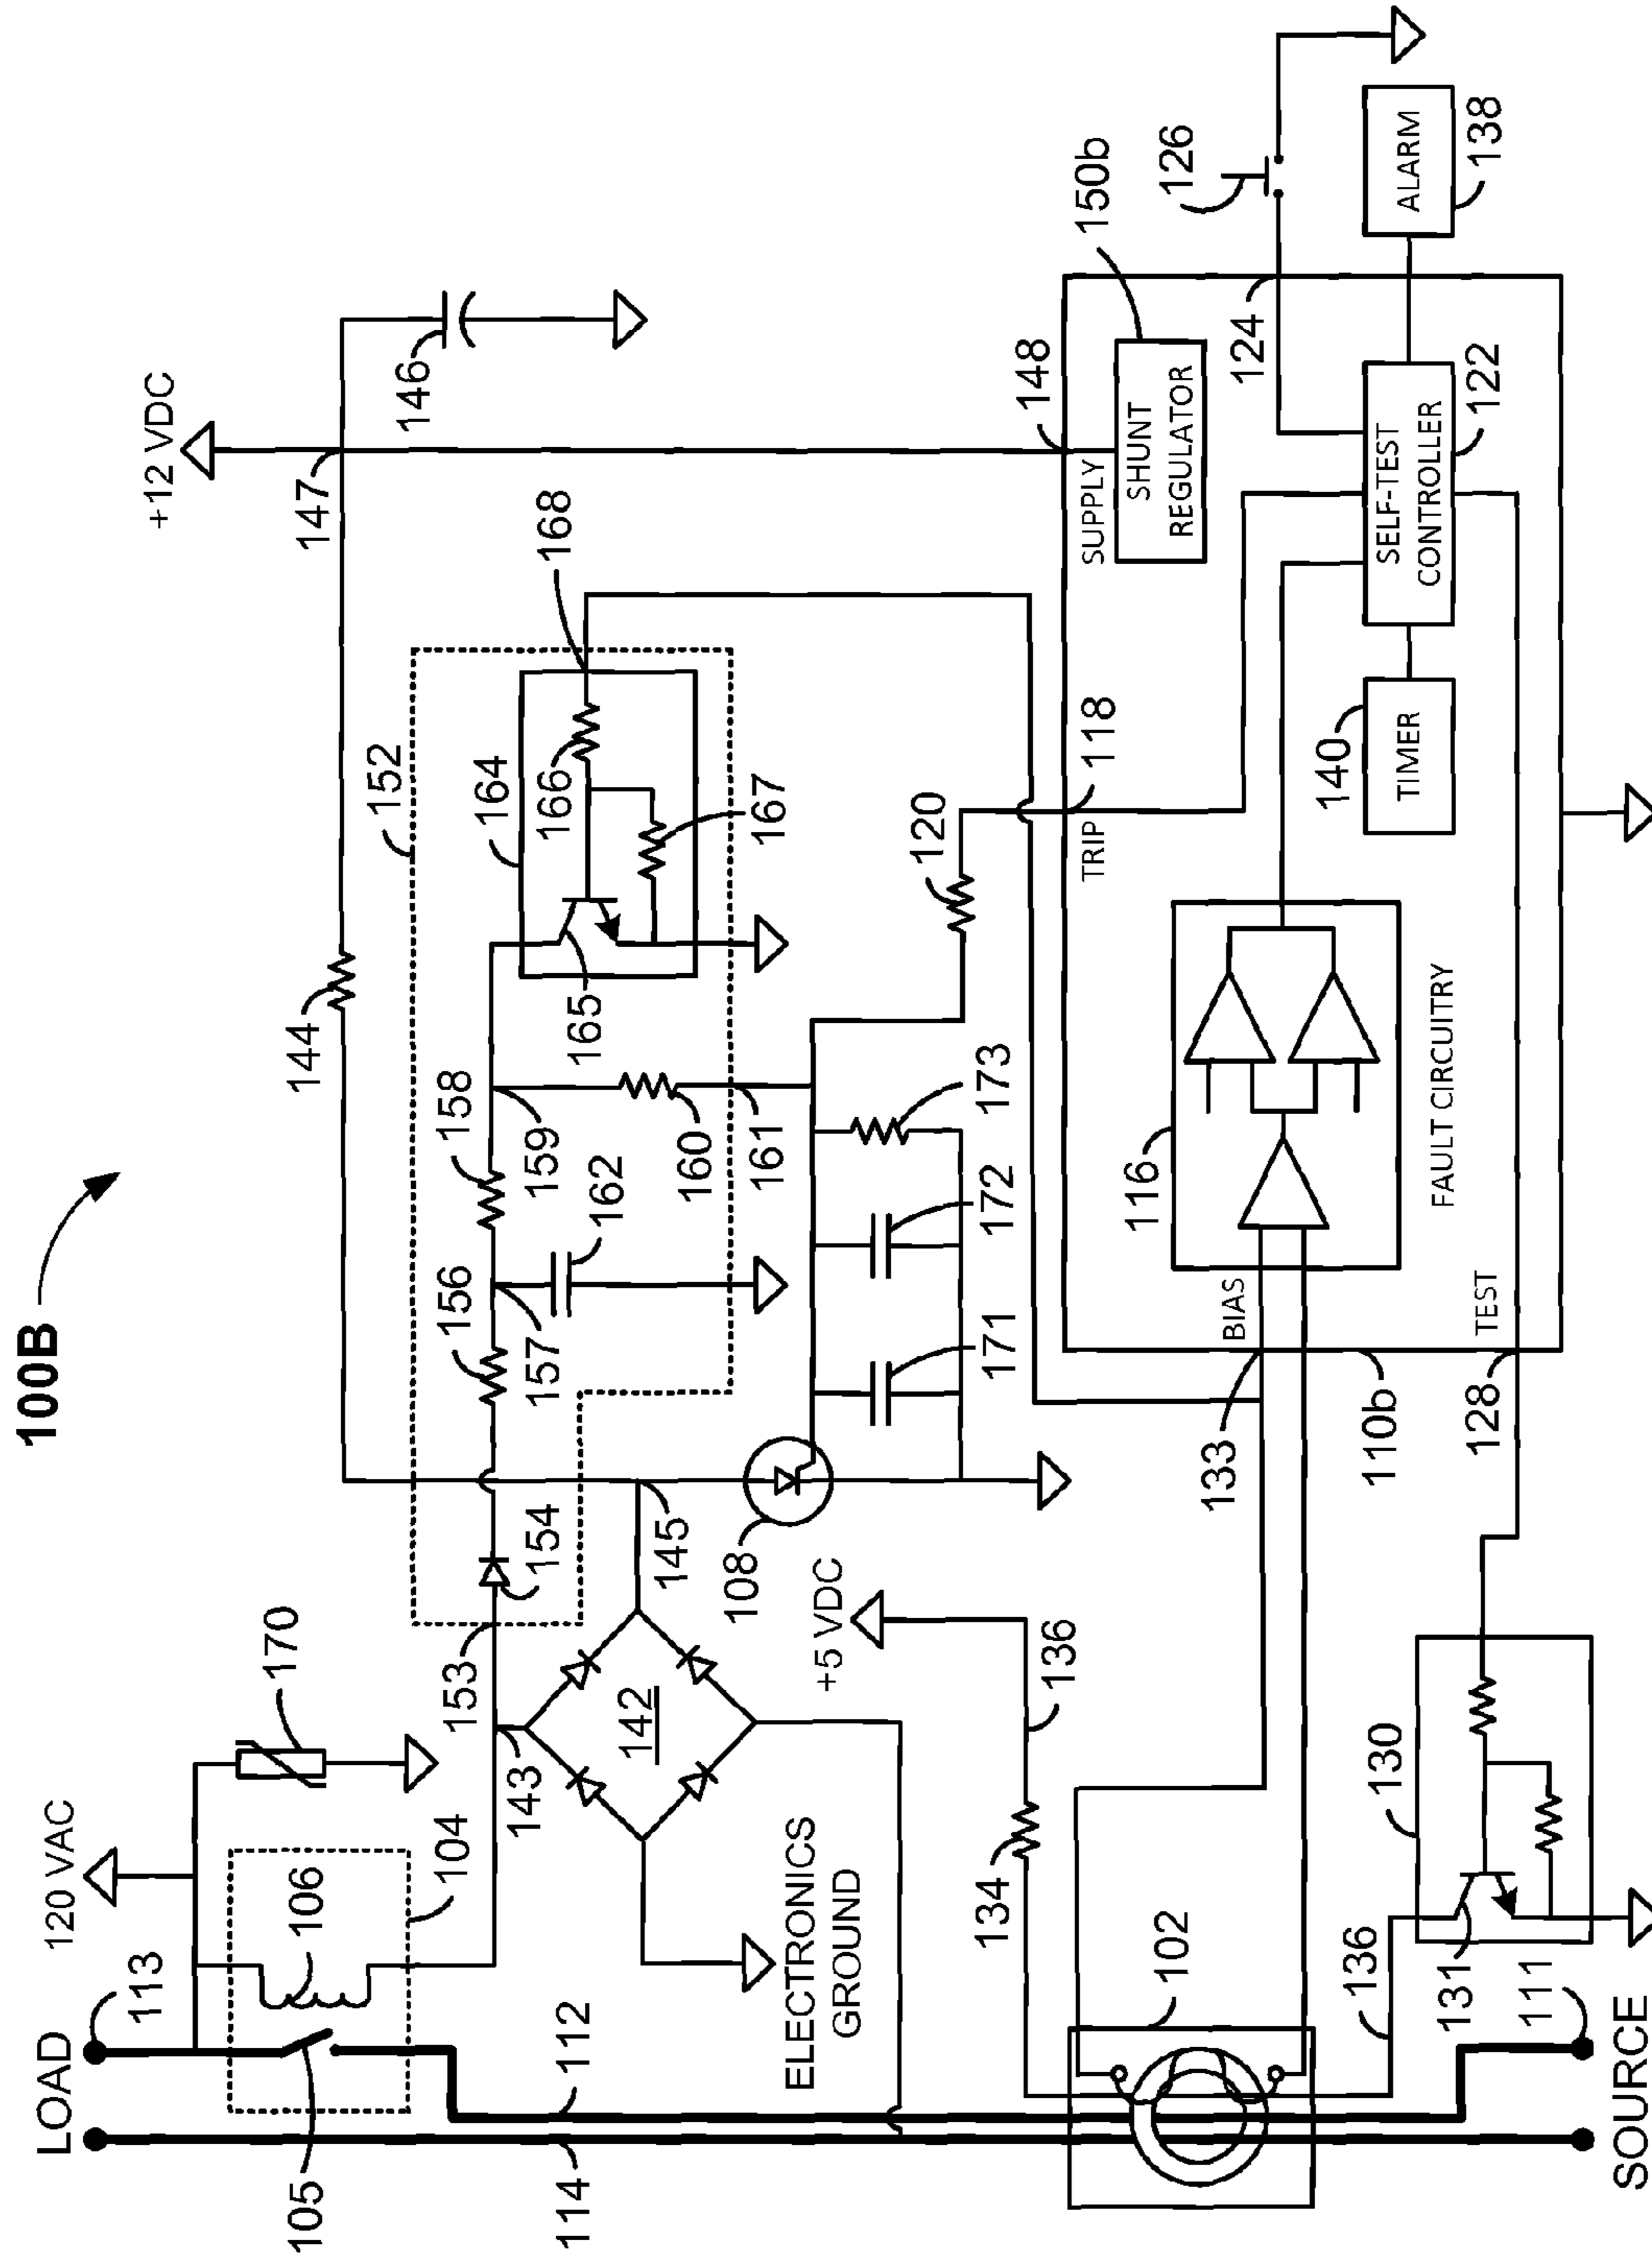 100B
LOAD
113
120 VAC
170
106
104
105
112
114
143
153
142
ELECTRONICS
GROUND
145
154
156
157
158
159
162
160
161
152
164
165
166
167
168
144
147
+12 VDC
146
108
171
172
173
120
+5 VDC
136
134
102
136
131
130
111
SOURCE
133
110b
128
BIAS
TEST
116
FAULT CIRCUITRY
TRIP
118
SUPPLY
148
SHUNT
REGULATOR
150b
140
TIMER
SELF-TEST
CONTROLLER
122
124
126
ALARM
138